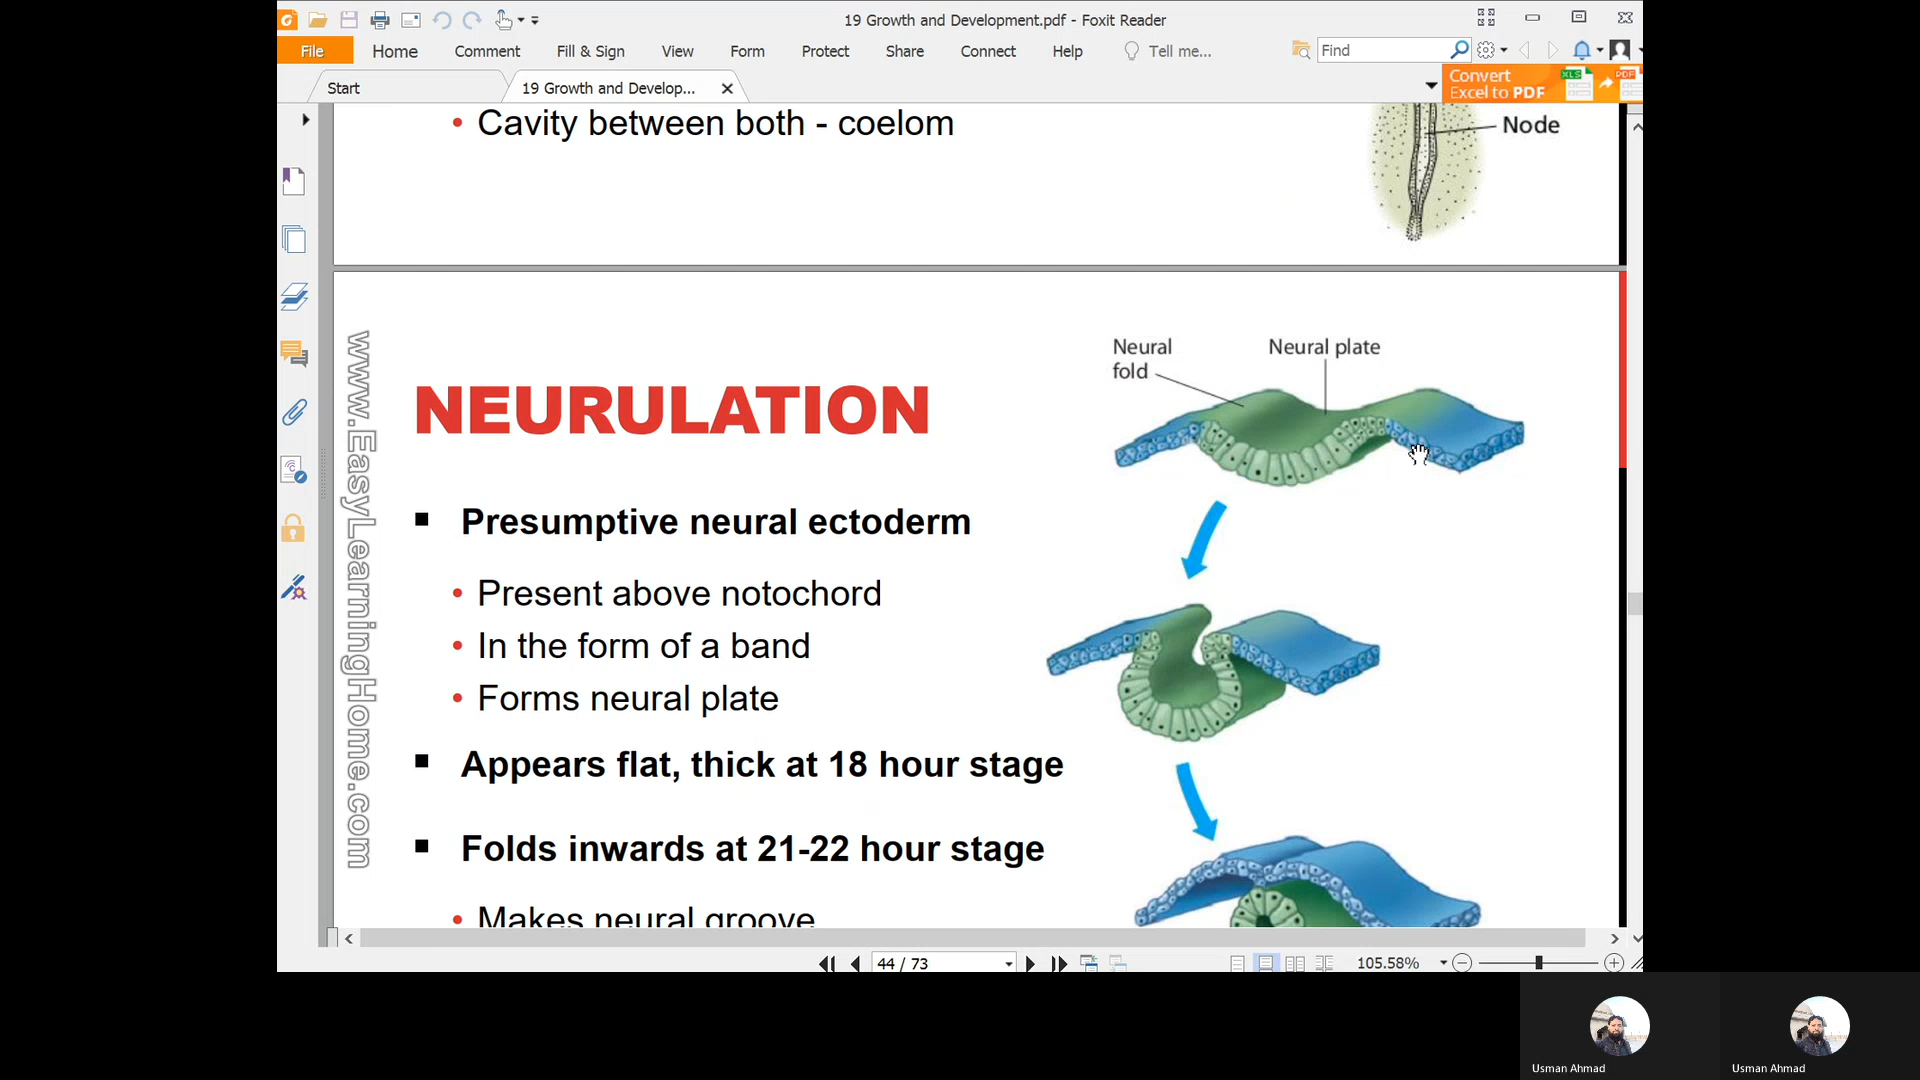 19 Growth and Development.pdf - Foxit Reader
File Home Comment Fill & Sign View Form Protect Share Connect Help Tell me... Find
Start 19 Growth and Develop...
Convert
Excel to PDF
XLS PDF
• Cavity between both - coelom
Node
www.EasyLearningHome.com
NEURULATION
Neural
fold
Neural plate
▪ Presumptive neural ectoderm
• Present above notochord
• In the form of a band
• Forms neural plate
▪ Appears flat, thick at 18 hour stage
▪ Folds inwards at 21-22 hour stage
• Makes neural groove
44 / 73
105.58%
Usman Ahmad
Usman Ahmad